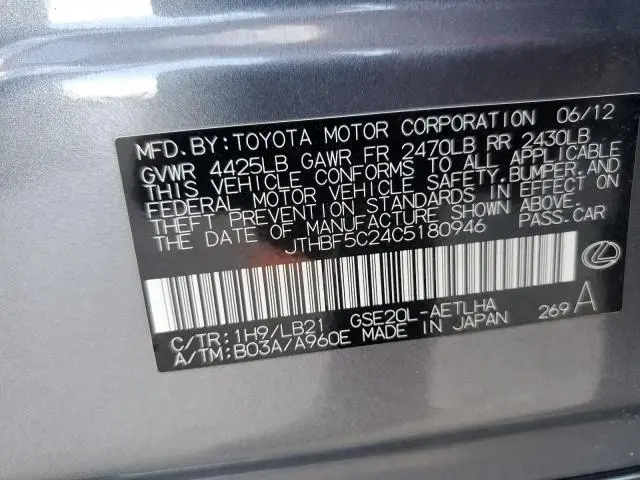 MFD. BY: TOYOTA MOTOR CORPORATION 06/12
GVWR 4425LB GAWR FR 2470LB RR 2430LB
THIS VEHICLE CONFORMS TO ALL APPLICABLE
FEDERAL MOTOR VEHICLE SAFETY, BUMPER, AND
THEFT PREVENTION STANDARDS IN EFFECT ON
THE DATE OF MANUFACTURE SHOWN ABOVE.
JTHBF5C24C5180946 PASS.CAR
C/TR: 1H9/LB21 GSE20L-AETLHA
A/TM: B03A/A960E MADE IN JAPAN 269 A